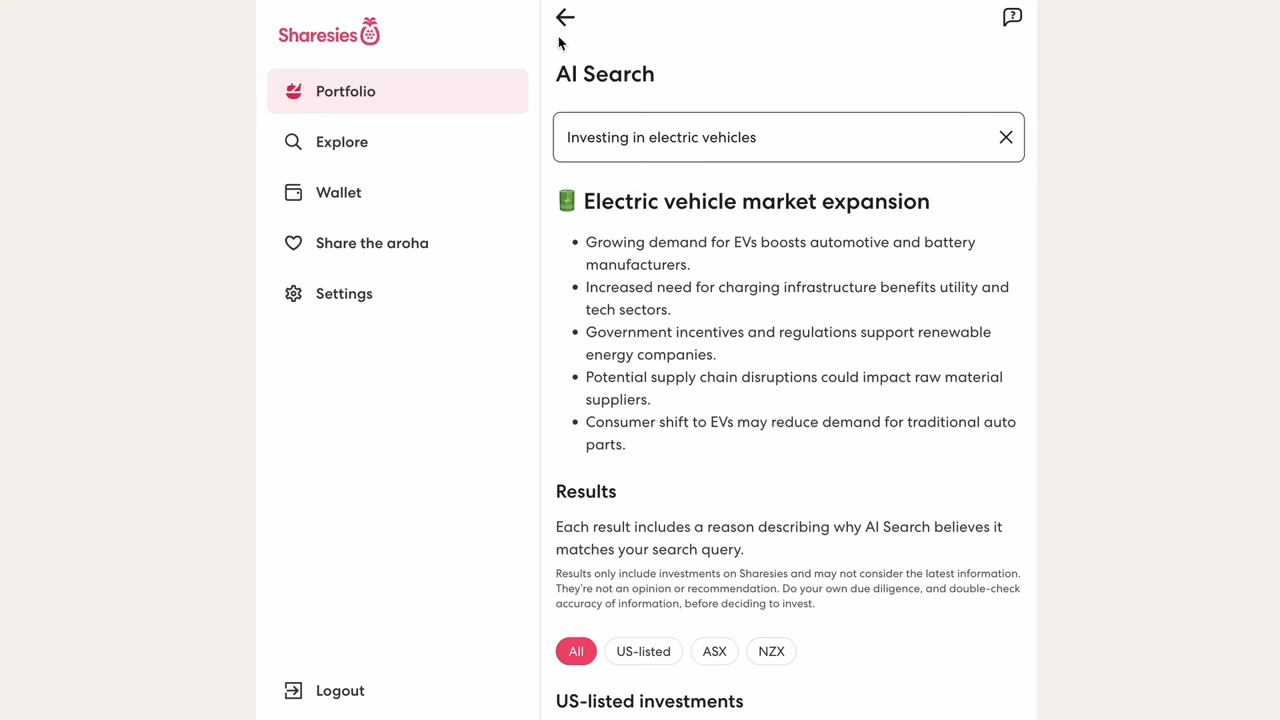 Sharesies
Portfolio
Explore
Wallet
Share the aroha
Settings
Logout
?
AI Search
Investing in electric vehicles
Electric vehicle market expansion
• Growing demand for EVs boosts automotive and battery
manufacturers.
• Increased need for charging infrastructure benefits utility and
tech sectors.
• Government incentives and regulations support renewable
energy companies.
• Potential supply chain disruptions could impact raw material
suppliers.
• Consumer shift to EVs may reduce demand for traditional auto
parts.
Results
Each result includes a reason describing why AI Search believes it
matches your search query.
Results only include investments on Sharesies and may not consider the latest information.
They’re not an opinion or recommendation. Do your own due diligence, and double-check
accuracy of information, before deciding to invest.
All US-listed ASX NZX
US-listed investments